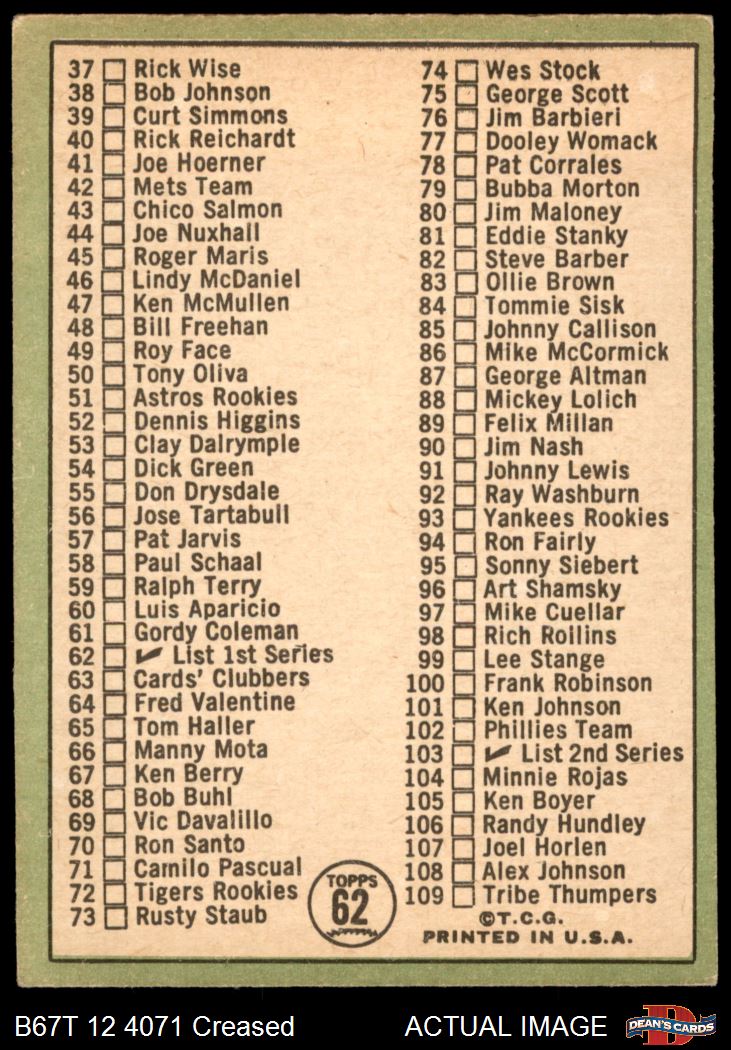 37 Rick Wise
38 Bob Johnson
39 Curt Simmons
40 Rick Reichardt
41 Joe Hoerner
42 Mets Team
43 Chico Salmon
44 Joe Nuxhall
45 Roger Maris
46 Lindy McDaniel
47 Ken McMullen
48 Bill Freehan
49 Roy Face
50 Tony Oliva
51 Astros Rookies
52 Dennis Higgins
53 Clay Dalrymple
54 Dick Green
55 Don Drysdale
56 Jose Tartabull
57 Pat Jarvis
58 Paul Schaal
59 Ralph Terry
60 Luis Aparicio
61 Gordy Coleman
62 ✔ List 1st Series
63 Cards' Clubbers
64 Fred Valentine
65 Tom Haller
66 Manny Mota
67 Ken Berry
68 Bob Buhl
69 Vic Davalillo
70 Ron Santo
71 Camilo Pascual
72 Tigers Rookies
73 Rusty Staub
TOPPS
62
74 Wes Stock
75 George Scott
76 Jim Barbieri
77 Dooley Womack
78 Pat Corrales
79 Bubba Morton
80 Jim Maloney
81 Eddie Stanky
82 Steve Barber
83 Ollie Brown
84 Tommie Sisk
85 Johnny Callison
86 Mike McCormick
87 George Altman
88 Mickey Lolich
89 Felix Millan
90 Jim Nash
91 Johnny Lewis
92 Ray Washburn
93 Yankees Rookies
94 Ron Fairly
95 Sonny Siebert
96 Art Shamsky
97 Mike Cuellar
98 Rich Rollins
99 Lee Stange
100 Frank Robinson
101 Ken Johnson
102 Phillies Team
103 ✔ List 2nd Series
104 Minnie Rojas
105 Ken Boyer
106 Randy Hundley
107 Joel Horlen
108 Alex Johnson
109 Tribe Thumpers
©T.C.G.
PRINTED IN U.S.A.
B67T 12 4071 Creased
ACTUAL IMAGE
DEAN'S CARDS